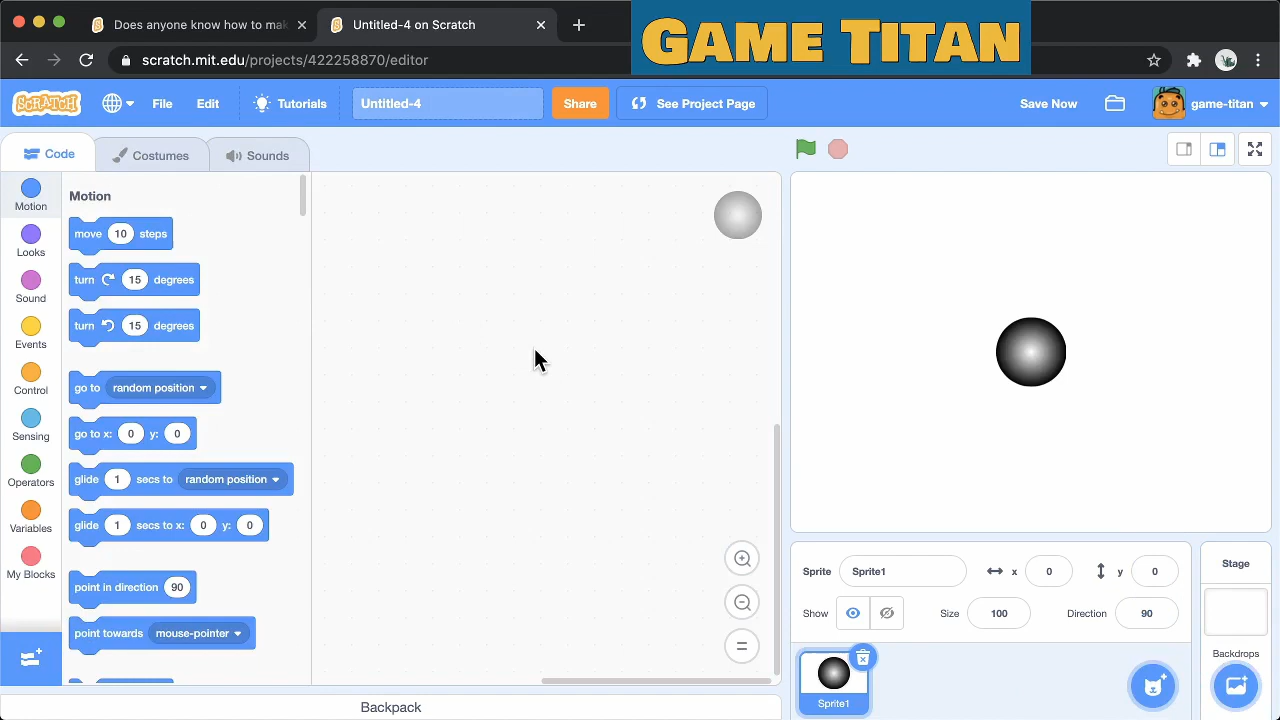 Does anyone know how to mak
Untitled-4 on Scratch
GAME TITAN
scratch.mit.edu/projects/422258870/editor
SCRATCH
File
Edit
Tutorials
Untitled-4
Share
See Project Page
Save Now
game-titan
Code
Costumes
Sounds
Motion
Looks
Sound
Events
Control
Sensing
Operators
Variables
My Blocks
Motion
move 10 steps
turn 15 degrees
turn 15 degrees
go to random position
go to x: 0 y: 0
glide 1 secs to random position
glide 1 secs to x: 0 y: 0
point in direction 90
point towards mouse-pointer
Backpack
Sprite Sprite1 x 0 y 0
Show Size 100 Direction 90
Sprite1
Stage
Backdrops